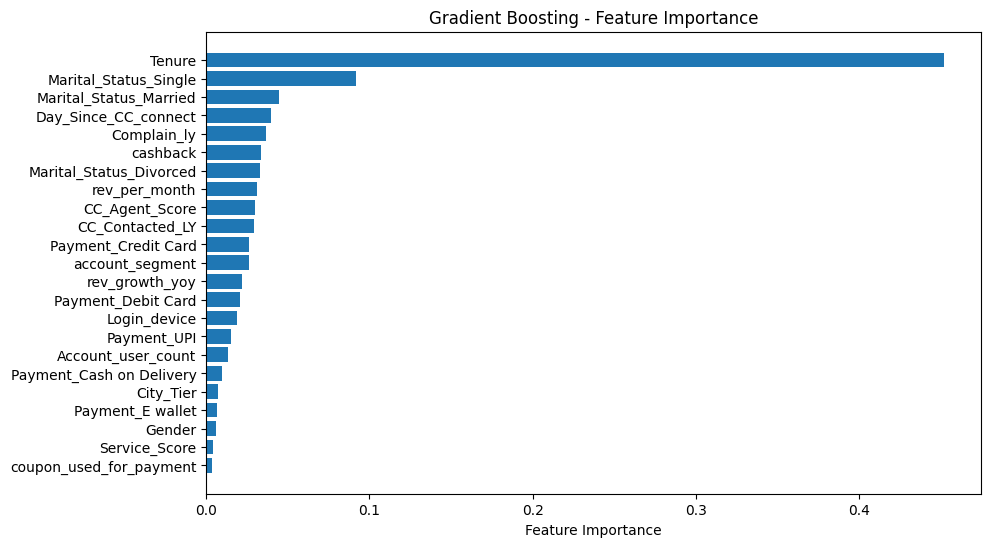 Gradient Boosting - Feature Importance
Tenure
Marital_Status_Single
Marital_Status_Married
Day_Since_CC_connect
Complain_ly
cashback
Marital_Status_Divorced
rev_per_month
CC_Agent_Score
CC_Contacted_LY
Payment_Credit Card
account_segment
rev_growth_yoy
Payment_Debit Card
Login_device
Payment_UPI
Account_user_count
Payment_Cash on Delivery
City_Tier
Payment_E wallet
Gender
Service_Score
coupon_used_for_payment
0.0 0.1 0.2 0.3 0.4
Feature Importance